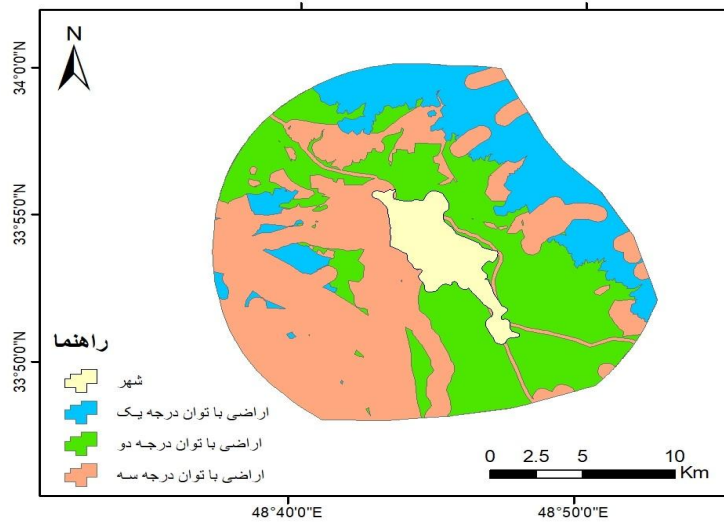 N
34°0'0"N
33°55'0"N
33°50'0"N
راهنما
شهر
اراضی با توان درجه یک
اراضی با توان درجه دو
اراضی با توان درجه سه
0 2.5 5 10
Km
48°40'0"E 48°50'0"E